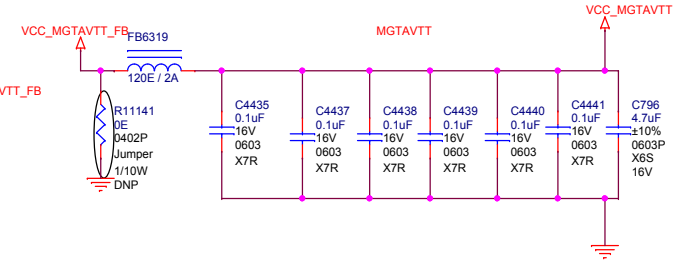 VCC_MGTAVTT_FB
FB6319
120E / 2A
MGTAVTT
VCC_MGTAVTT
VTT_FB
R11141
0E
0402P
Jumper
1/10W
DNP
C4435
0.1uF
16V
0603
X7R
C4437
0.1uF
16V
0603
X7R
C4438
0.1uF
16V
0603
X7R
C4439
0.1uF
16V
0603
X7R
C4440
0.1uF
16V
0603
X7R
C4441
0.1uF
16V
0603
X7R
C796
4.7uF
±10%
0603P
X6S
16V